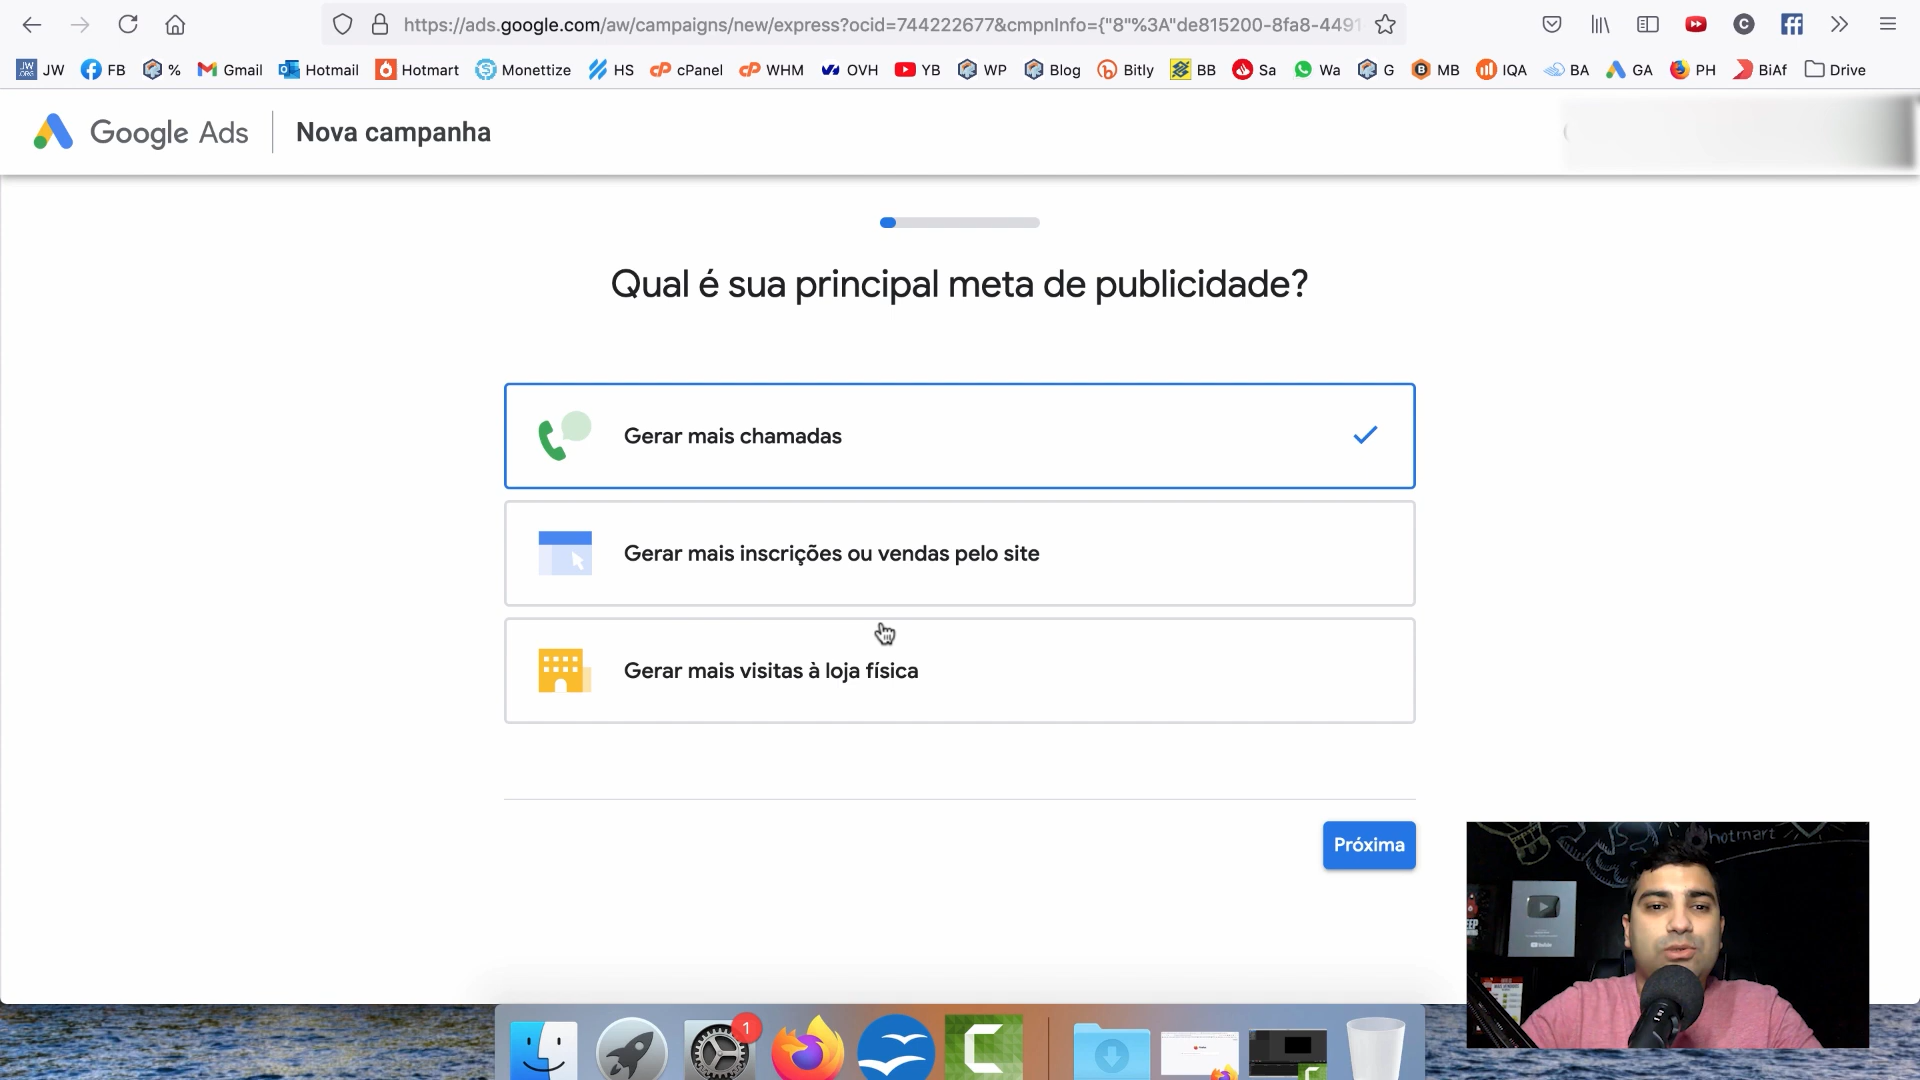 https://ads.google.com/aw/campaigns/new/express?ocid=744222677&cmpnInfo={"8"%3A"de815200-8fa8-4491
JW FB % Gmail Hotmail Hotmart Monettize HS cPanel WHM OVH YB WP Blog Bitly BB Sa Wa G MB IQA BA GA PH BiAf Drive
Google Ads Nova campanha
Qual é sua principal meta de publicidade?
Gerar mais chamadas
Gerar mais inscrições ou vendas pelo site
Gerar mais visitas à loja física
Próxima
hotmart
YouTube
1